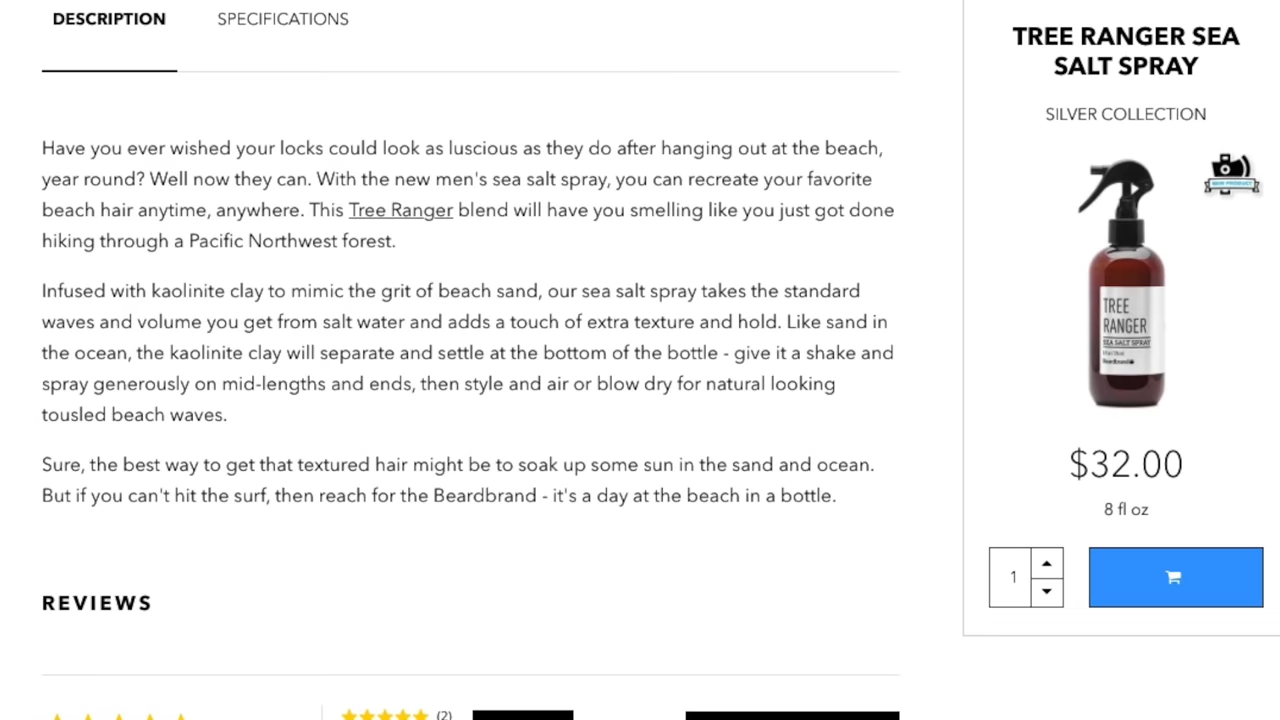 DESCRIPTION
SPECIFICATIONS
Have you ever wished your locks could look as luscious as they do after hanging out at the beach,
year round? Well now they can. With the new men's sea salt spray, you can recreate your favorite
beach hair anytime, anywhere. This Tree Ranger blend will have you smelling like you just got done
hiking through a Pacific Northwest forest.
Infused with kaolinite clay to mimic the grit of beach sand, our sea salt spray takes the standard
waves and volume you get from salt water and adds a touch of extra texture and hold. Like sand in
the ocean, the kaolinite clay will separate and settle at the bottom of the bottle - give it a shake and
spray generously on mid-lengths and ends, then style and air or blow dry for natural looking
tousled beach waves.
Sure, the best way to get that textured hair might be to soak up some sun in the sand and ocean.
But if you can't hit the surf, then reach for the Beardbrand - it's a day at the beach in a bottle.
REVIEWS
(2)
TREE RANGER SEA
SALT SPRAY
SILVER COLLECTION
NEW PRODUCT
TREE
RANGER
SEA SALT SPRAY
Beardbrand
$32.00
8 fl oz
1